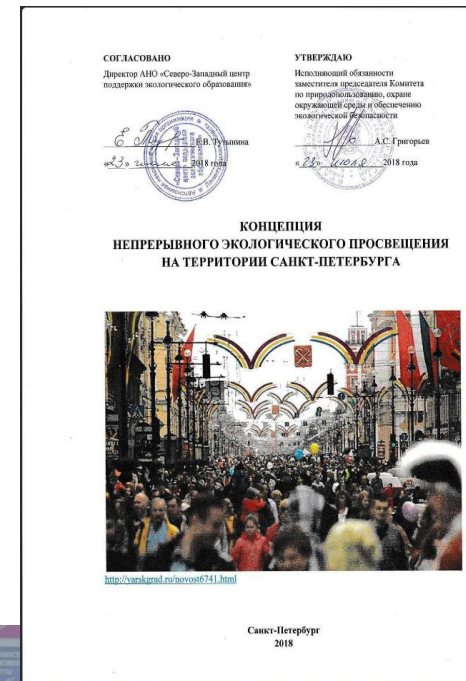 СОГЛАСОВАНО
Директор АНО «Северо-Западный центр
поддержки экологического образования»
Е.В. Тутынина
«23» июля 2018 года
УТВЕРЖДАЮ
Исполняющий обязанности
заместителя председателя Комитета
по природопользованию, охране
окружающей среды и обеспечению
экологической безопасности
А.С. Григорьев
«23» июля 2018 года
КОНЦЕПЦИЯ
НЕПРЕРЫВНОГО ЭКОЛОГИЧЕСКОГО ПРОСВЕЩЕНИЯ
НА ТЕРРИТОРИИ САНКТ-ПЕТЕРБУРГА
http://yarskgrad.ru/novost6741.html
Санкт-Петербург
2018